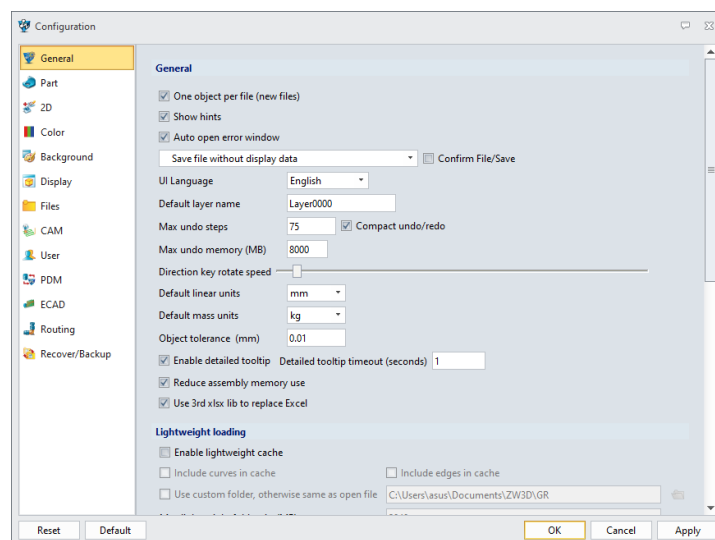 Configuration
General
Part
2D
Color
Background
Display
Files
CAM
User
PDM
ECAD
Routing
Recover/Backup
General
One object per file (new files)
Show hints
Auto open error window
Save file without display data Confirm File/Save
UI Language English
Default layer name Layer0000
Max undo steps 75 Compact undo/redo
Max undo memory (MB) 8000
Direction key rotate speed
Default linear units mm
Default mass units kg
Object tolerance (mm) 0.01
Enable detailed tooltip Detailed tooltip timeout (seconds) 1
Reduce assembly memory use
Use 3rd xlsx lib to replace Excel
Lightweight loading
Enable lightweight cache
Include curves in cache Include edges in cache
Use custom folder, otherwise same as open file C:\Users\asus\Documents\ZW3D\GR
Reset Default OK Cancel Apply